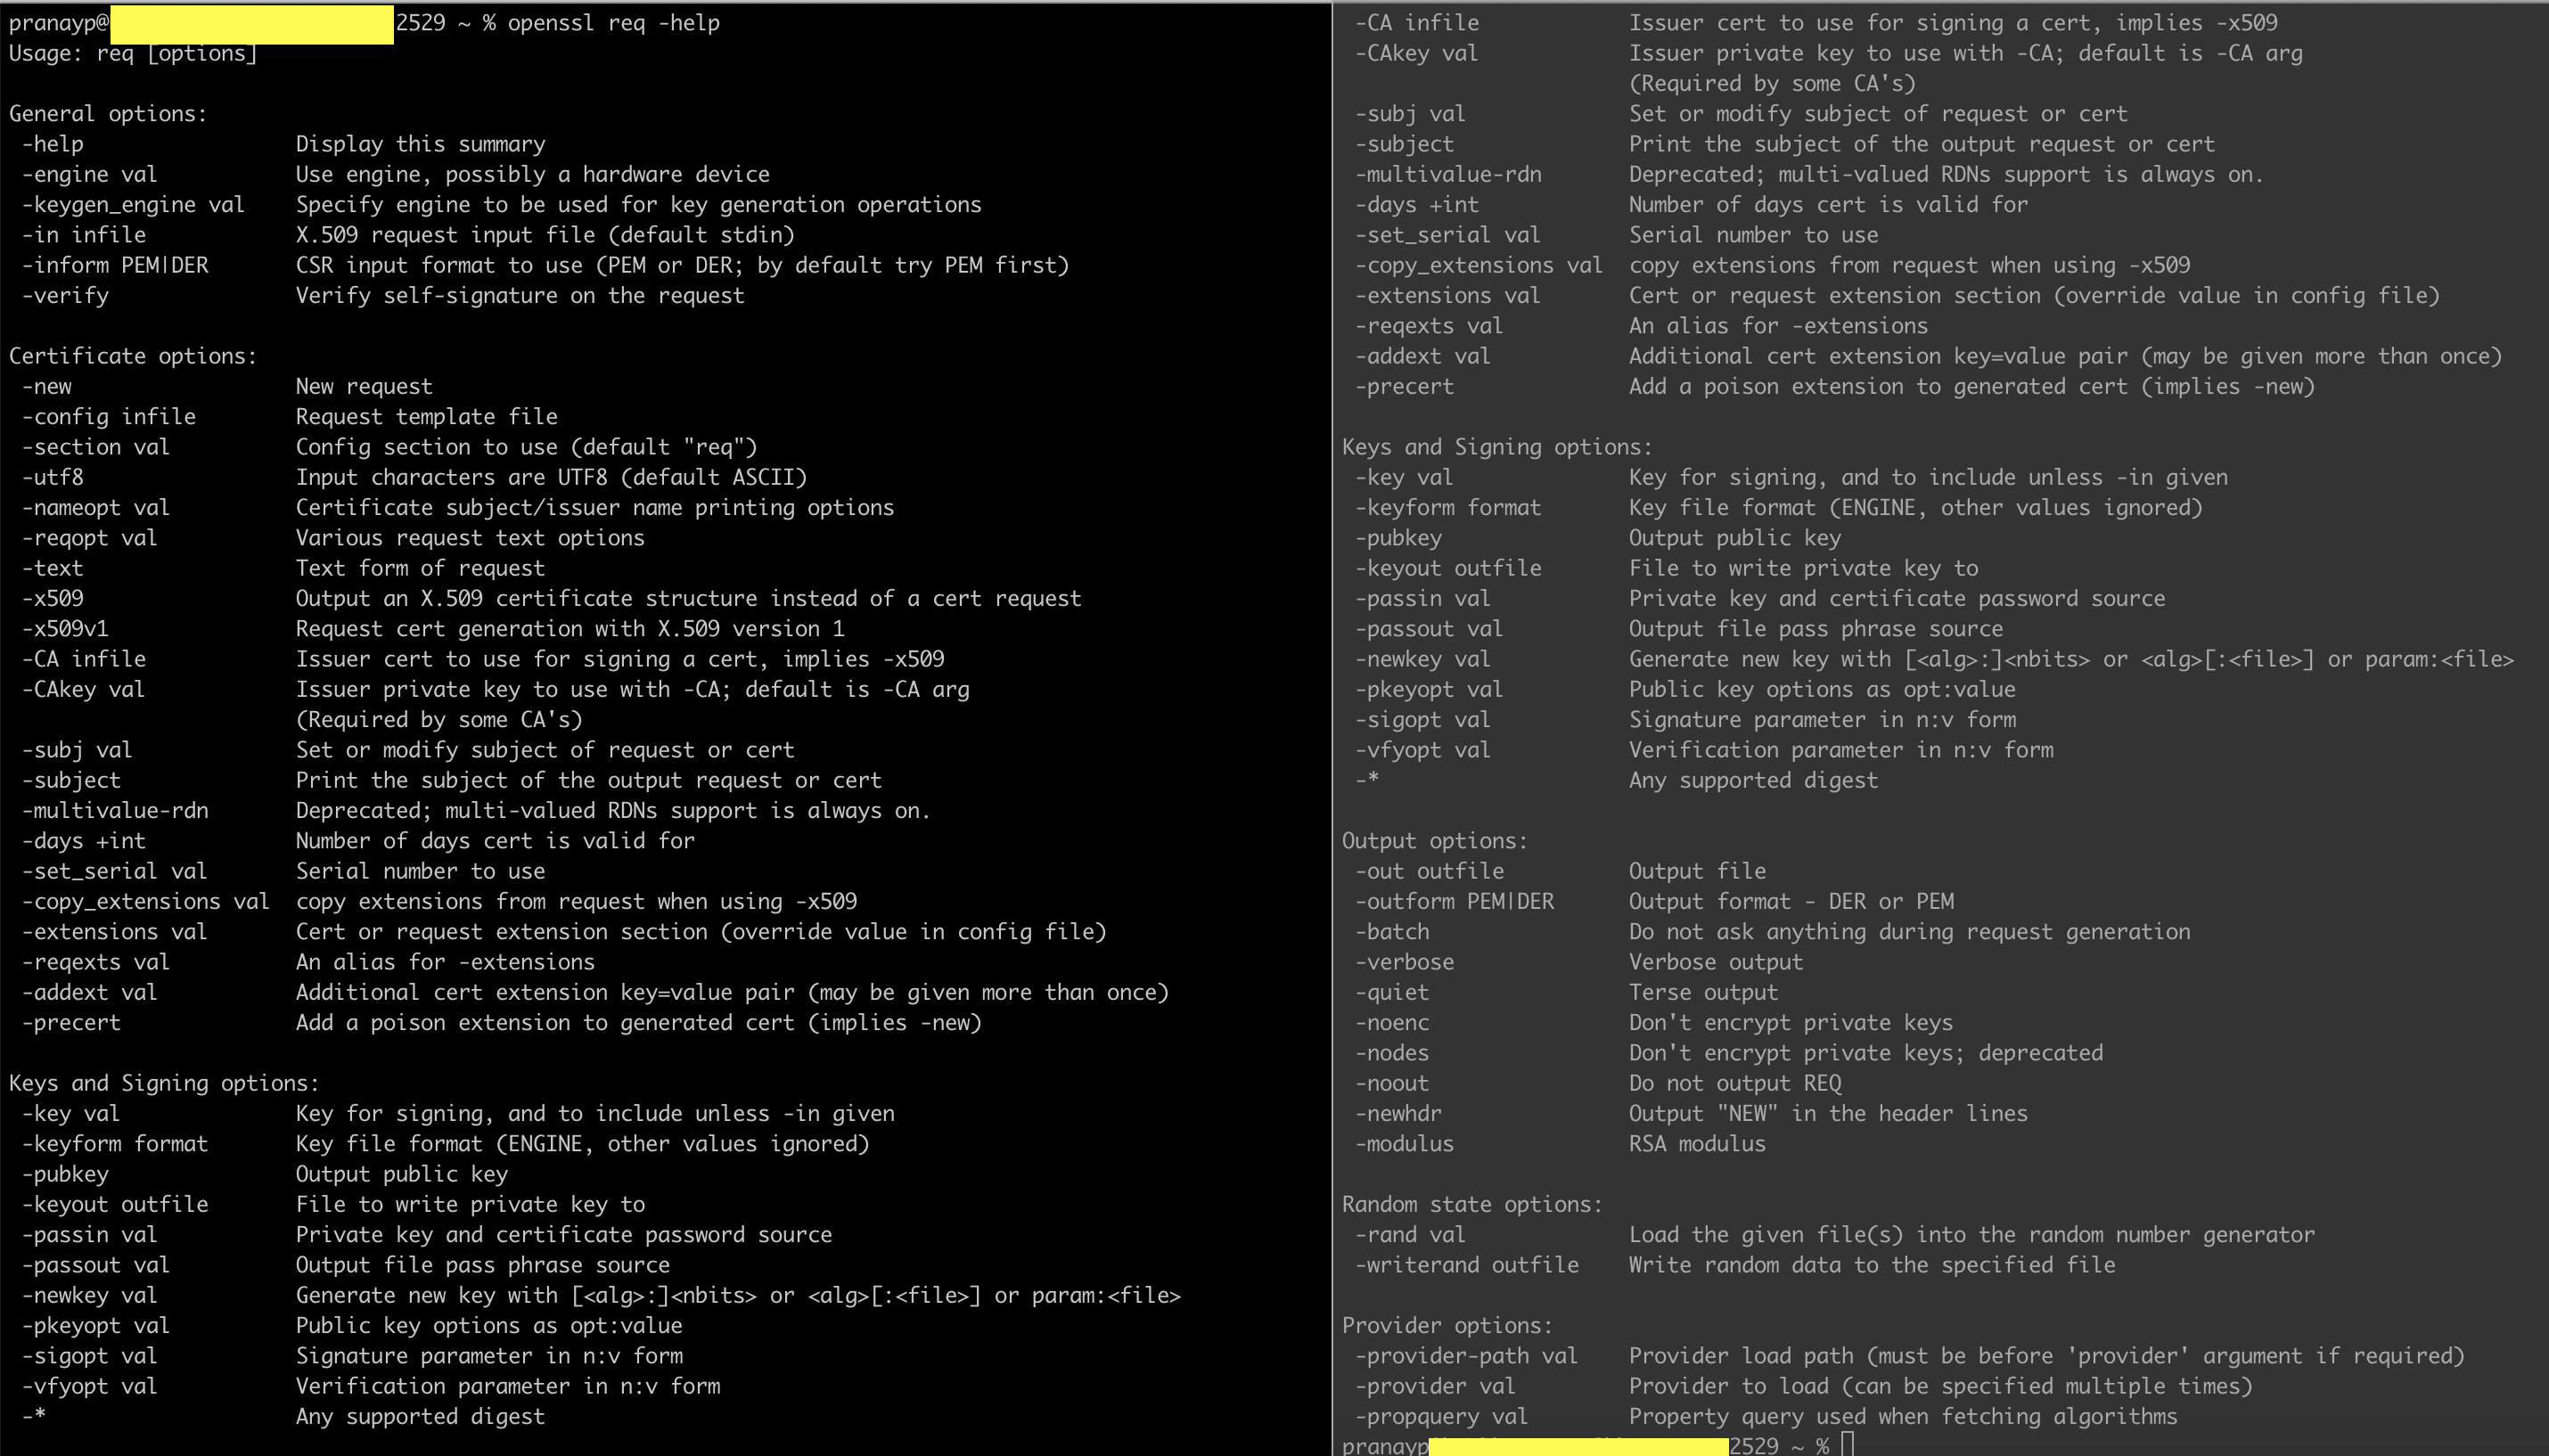 pranayp@ 2529 ~ % openssl req -help
Usage: req [options]
General options:
-help Display this summary
-engine val Use engine, possibly a hardware device
-keygen_engine val Specify engine to be used for key generation operations
-in infile X.509 request input file (default stdin)
-inform PEM|DER CSR input format to use (PEM or DER; by default try PEM first)
-verify Verify self-signature on the request
Certificate options:
-new New request
-config infile Request template file
-section val Config section to use (default "req")
-utf8 Input characters are UTF8 (default ASCII)
-nameopt val Certificate subject/issuer name printing options
-reqopt val Various request text options
-text Text form of request
-x509 Output an X.509 certificate structure instead of a cert request
-x509v1 Request cert generation with X.509 version 1
-CA infile Issuer cert to use for signing a cert, implies -x509
-CAkey val Issuer private key to use with -CA; default is -CA arg
(Required by some CA's)
-subj val Set or modify subject of request or cert
-subject Print the subject of the output request or cert
-multivalue-rdn Deprecated; multi-valued RDNs support is always on.
-days +int Number of days cert is valid for
-set_serial val Serial number to use
-copy_extensions val copy extensions from request when using -x509
-extensions val Cert or request extension section (override value in config file)
-reqexts val An alias for -extensions
-addext val Additional cert extension key=value pair (may be given more than once)
-precert Add a poison extension to generated cert (implies -new)
Keys and Signing options:
-key val Key for signing, and to include unless -in given
-keyform format Key file format (ENGINE, other values ignored)
-pubkey Output public key
-keyout outfile File to write private key to
-passin val Private key and certificate password source
-passout val Output file pass phrase source
-newkey val Generate new key with [<alg>:]<nbits> or <alg>[:<file>] or param:<file>
-pkeyopt val Public key options as opt:value
-sigopt val Signature parameter in n:v form
-vfyopt val Verification parameter in n:v form
-* Any supported digest
-CA infile Issuer cert to use for signing a cert, implies -x509
-CAkey val Issuer private key to use with -CA; default is -CA arg
(Required by some CA's)
-subj val Set or modify subject of request or cert
-subject Print the subject of the output request or cert
-multivalue-rdn Deprecated; multi-valued RDNs support is always on.
-days +int Number of days cert is valid for
-set_serial val Serial number to use
-copy_extensions val copy extensions from request when using -x509
-extensions val Cert or request extension section (override value in config file)
-reqexts val An alias for -extensions
-addext val Additional cert extension key=value pair (may be given more than once)
-precert Add a poison extension to generated cert (implies -new)
Keys and Signing options:
-key val Key for signing, and to include unless -in given
-keyform format Key file format (ENGINE, other values ignored)
-pubkey Output public key
-keyout outfile File to write private key to
-passin val Private key and certificate password source
-passout val Output file pass phrase source
-newkey val Generate new key with [<alg>:]<nbits> or <alg>[:<file>] or param:<file>
-pkeyopt val Public key options as opt:value
-sigopt val Signature parameter in n:v form
-vfyopt val Verification parameter in n:v form
-* Any supported digest
Output options:
-out outfile Output file
-outform PEM|DER Output format - DER or PEM
-batch Do not ask anything during request generation
-verbose Verbose output
-quiet Terse output
-noenc Don't encrypt private keys
-nodes Don't encrypt private keys; deprecated
-noout Do not output REQ
-newhdr Output "NEW" in the header lines
-modulus RSA modulus
Random state options:
-rand val Load the given file(s) into the random number generator
-writerand outfile Write random data to the specified file
Provider options:
-provider-path val Provider load path (must be before 'provider' argument if required)
-provider val Provider to load (can be specified multiple times)
-propquery val Property query used when fetching algorithms
pranayp 2529 ~ %